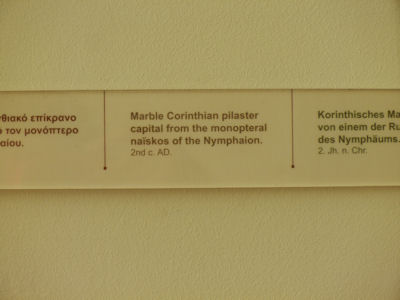 θιακό επίκρανο
τον μονόπτερο
αίου.
Marble Corinthian pilaster
capital from the monopteral
naïskos of the Nymphaion.
2nd c. AD.
Korinthisches Ma
von einem der Ru
des Nymphäums.
2. Jh. n. Chr.